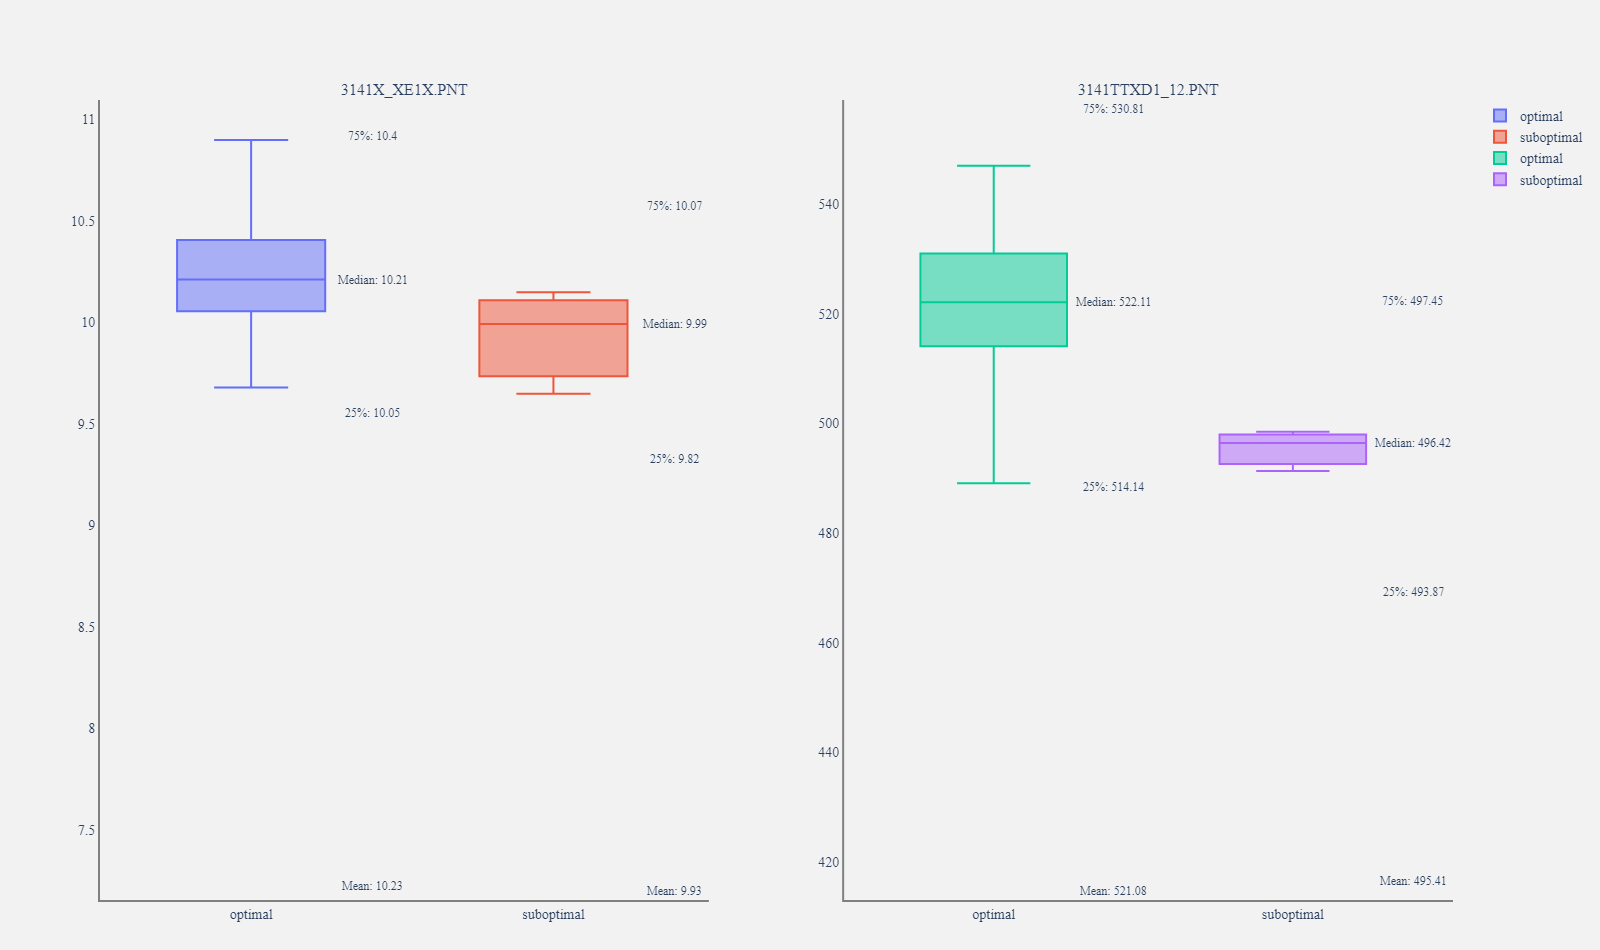 3141X_XE1X.PNT
11
10.5
10
9.5
9
8.5
8
7.5
75%: 10.4
Median: 10.21
25%: 10.05
Mean: 10.23
75%: 10.07
Median: 9.99
25%: 9.82
Mean: 9.93
optimal
suboptimal
3141TTXD1_12.PNT
540
520
500
480
460
440
420
75%: 530.81
Median: 522.11
25%: 514.14
Mean: 521.08
75%: 497.45
Median: 496.42
25%: 493.87
Mean: 495.41
optimal
suboptimal
optimal
suboptimal
optimal
suboptimal